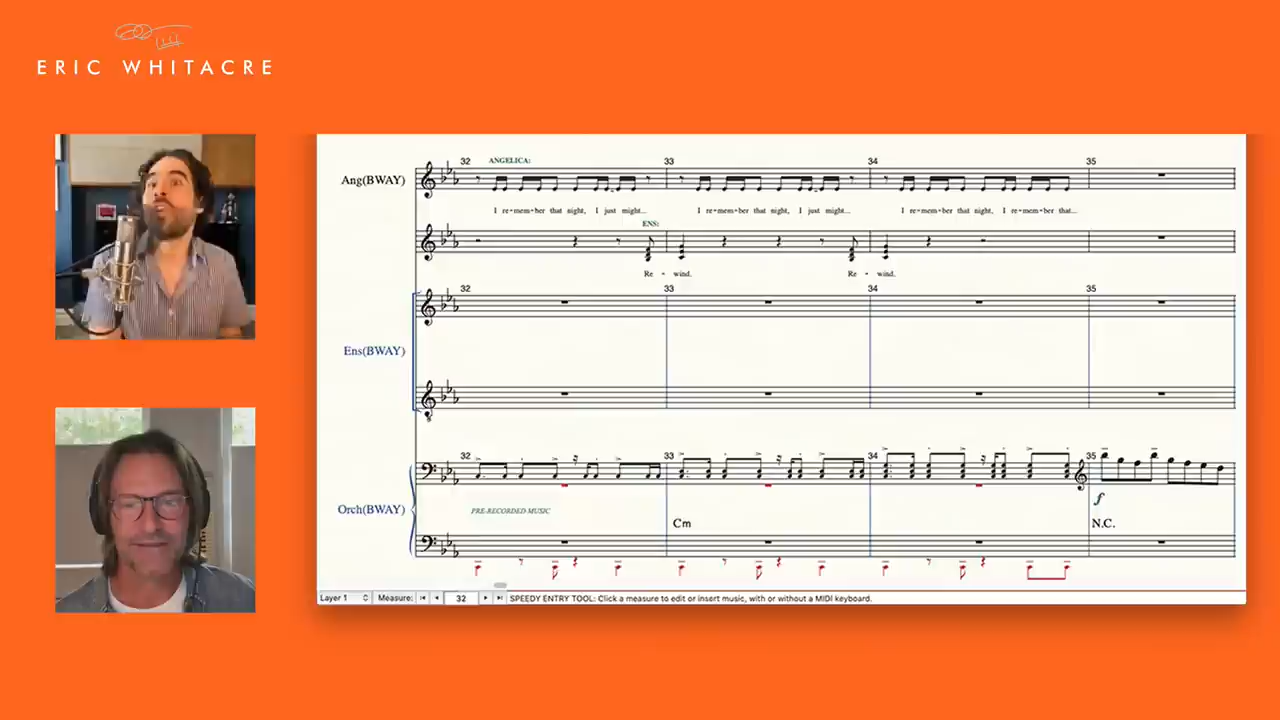 ERIC WHITACRE
32 ANGELICA: 33 34 35
Ang(BWAY)
I re-mem-ber that night, I just might... I re-mem-ber that night, I just might... I re-mem-ber that night, I re-mem-ber that...
ENS:
Re - wind. Re - wind.
32 33 34 35
Ens(BWAY)
32 33 34 35
f
Orch(BWAY) PRE-RECORDED MUSIC
Cm N.C.
Layer 1 Measure: 32 SPEEDY ENTRY TOOL: Click a measure to edit or insert music, with or without a MIDI keyboard.